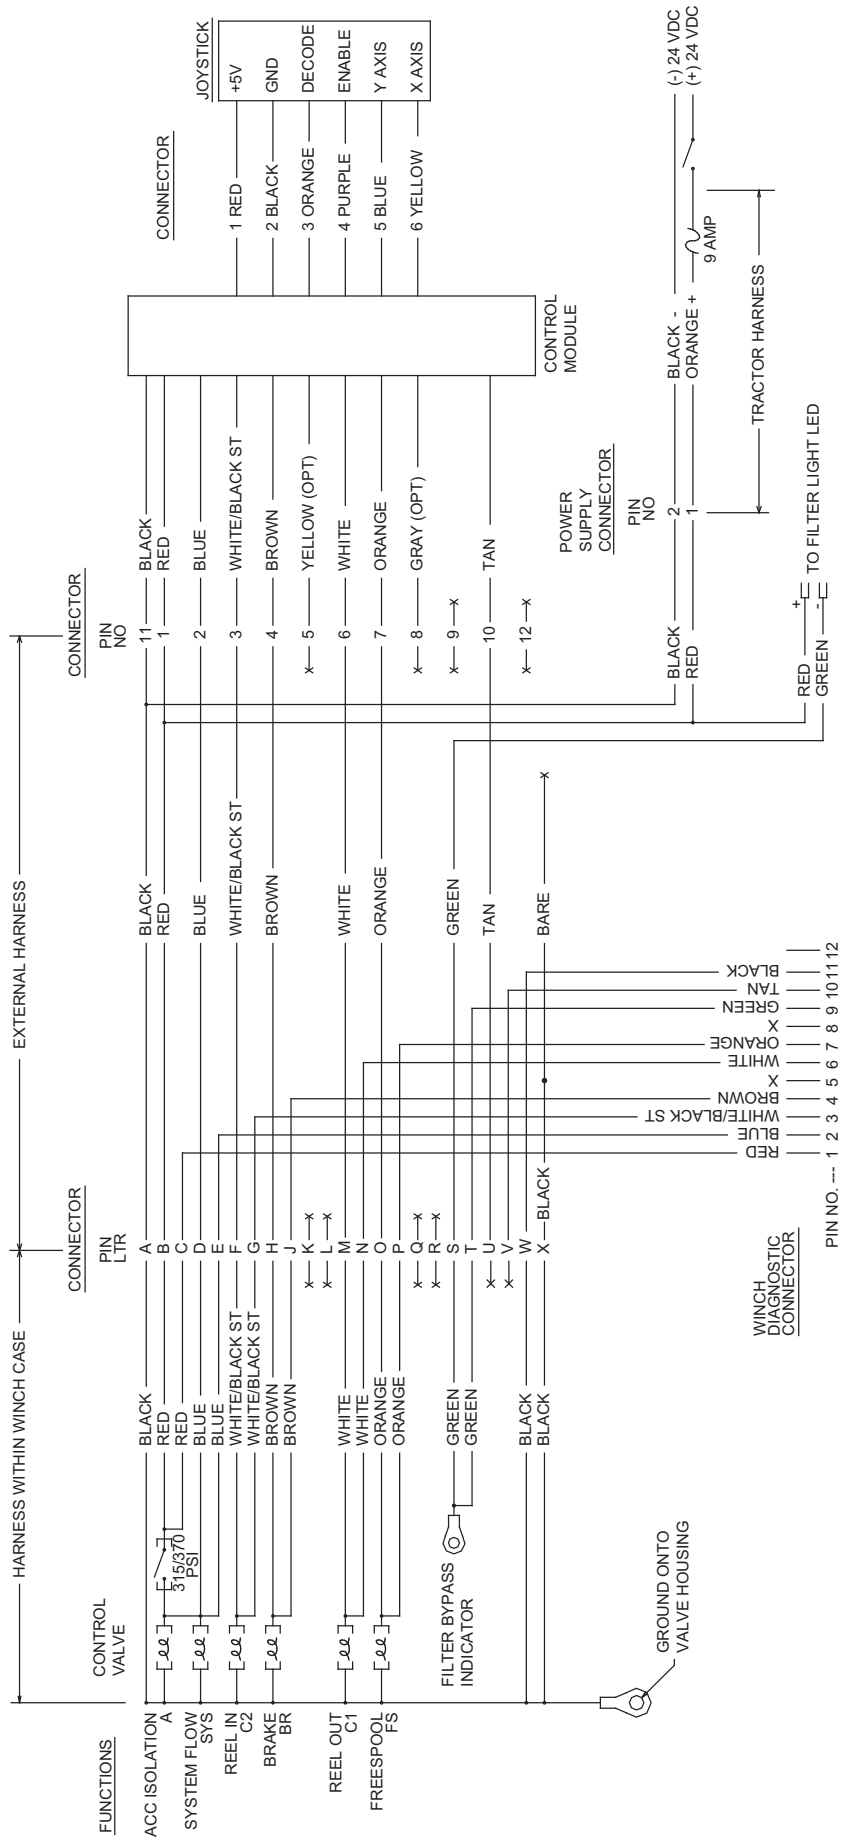 FUNCTIONS
CONTROL
VALVE
HARNESS WITHIN WINCH CASE
EXTERNAL HARNESS
CONNECTOR
PIN
LTR
CONNECTOR
PIN
NO
CONNECTOR
JOYSTICK
ACC ISOLATION
A
SYSTEM FLOW
SYS
REEL IN
C2
BRAKE
BR
REEL OUT
C1
FREESPOOL
FS
315/370
PSI
BLACK A BLACK 11 BLACK
RED B RED 1 RED
RED C
BLUE D BLUE 2 BLUE
BLUE E
WHITE/BLACK ST F WHITE/BLACK ST 3 WHITE/BLACK ST
WHITE/BLACK ST G
BROWN H BROWN 4 BROWN
BROWN J
X K X X 5 YELLOW (OPT)
X L X
WHITE M WHITE 6 WHITE
WHITE N
ORANGE O ORANGE 7 ORANGE
ORANGE P
X Q X X 8 GRAY (OPT)
X R X
GREEN S GREEN X 9 X
GREEN T
X U TAN 10 TAN
X V
BLACK W X 12 X
BLACK X BLACK BARE X
CONTROL
MODULE
1 RED +5V
2 BLACK GND
3 ORANGE DECODE
4 PURPLE ENABLE
5 BLUE Y AXIS
6 YELLOW X AXIS
FILTER BYPASS
INDICATOR
GROUND ONTO
VALVE HOUSING
POWER
SUPPLY
CONNECTOR
PIN
NO
BLACK 2 BLACK - (-) 24 VDC
RED 1 ORANGE + (+) 24 VDC
9 AMP
TRACTOR HARNESS
RED +
GREEN -
TO FILTER LIGHT LED
WINCH
DIAGNOSTIC
CONNECTOR
RED
BLUE
WHITE/BLACK ST
BROWN
X
WHITE
ORANGE
X
GREEN
TAN
BLACK
PIN NO. --- 1 2 3 4 5 6 7 8 9 10 11 12